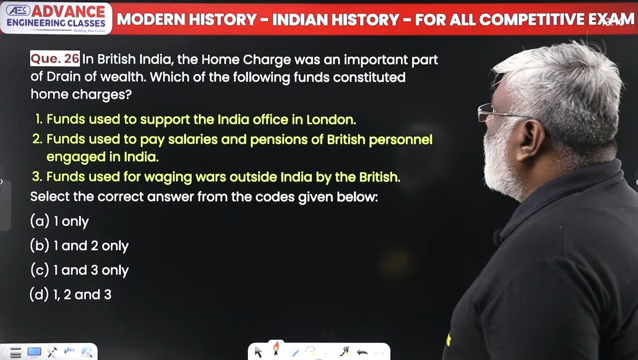 AEC ADVANCE
ENGINEERING CLASSES
MODERN HISTORY - INDIAN HISTORY - FOR ALL COMPETITIVE EXAM
Que. 26 In British India, the Home Charge was an important part
of Drain of wealth. Which of the following funds constituted
home charges?
1. Funds used to support the India office in London.
2. Funds used to pay salaries and pensions of British personnel
engaged in India.
3. Funds used for waging wars outside India by the British.
Select the correct answer from the codes given below:
(a) 1 only
(b) 1 and 2 only
(c) 1 and 3 only
(d) 1, 2 and 3